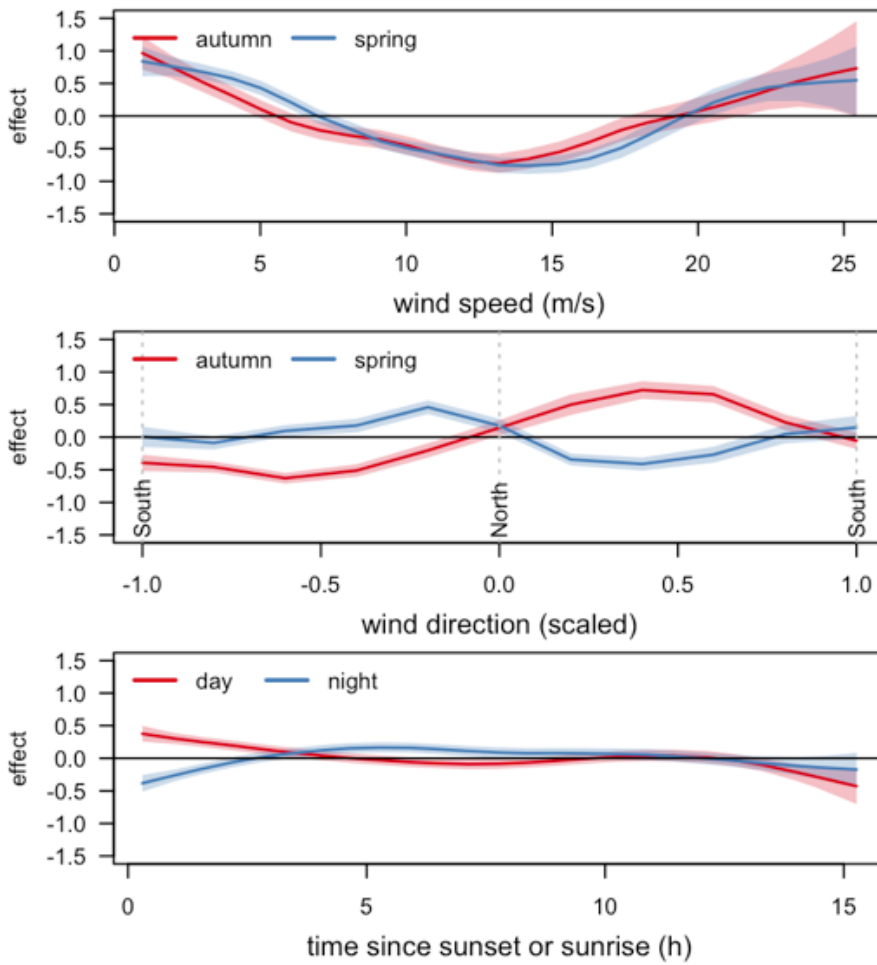 1.5
1.0
0.5
0.0
-0.5
-1.0
-1.5
effect
autumn spring
0 5 10 15 20 25
wind speed (m/s)
1.5
1.0
0.5
0.0
-0.5
-1.0
-1.5
effect
autumn spring
South North South
-1.0 -0.5 0.0 0.5 1.0
wind direction (scaled)
1.5
1.0
0.5
0.0
-0.5
-1.0
-1.5
effect
day night
0 5 10 15
time since sunset or sunrise (h)